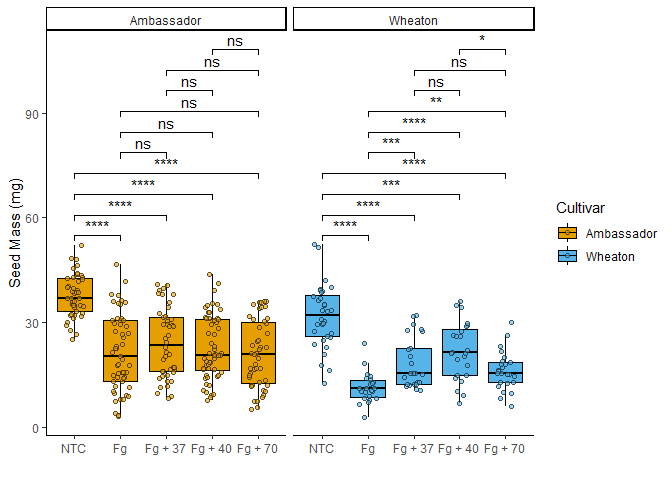 Ambassador
Wheaton
ns
ns
ns
ns
ns
ns
****
****
****
****
*
ns
ns
**
****
***
****
***
****
****
Seed Mass (mg)
90
60
30
0
NTC
Fg
Fg + 37
Fg + 40
Fg + 70
NTC
Fg
Fg + 37
Fg + 40
Fg + 70
Cultivar
Ambassador
Wheaton